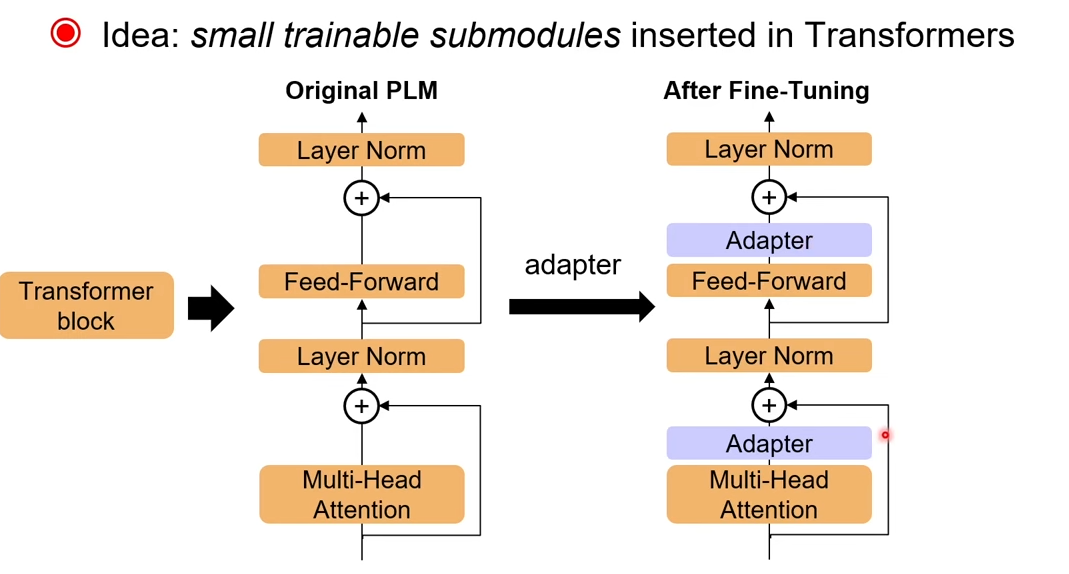 Idea: small trainable submodules inserted in Transformers
Original PLM
After Fine-Tuning
Transformer
block
Layer Norm
+
Feed-Forward
Layer Norm
+
Multi-Head
Attention
adapter
Layer Norm
+
Adapter
Feed-Forward
Layer Norm
+
Adapter
Multi-Head
Attention